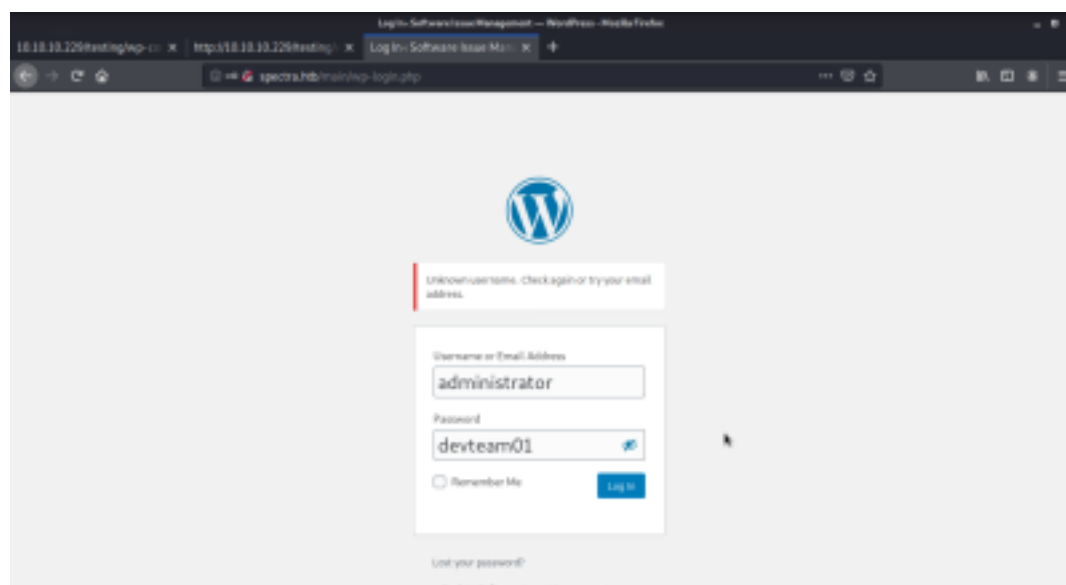 Log In ‹ Software Issue Management — WordPress - Mozilla Firefox
10.10.10.229/testing/wp-co
http://10.10.10.229/testing/
Log In ‹ Software Issue Man
spectra.htb/main/wp-login.php
Unknown username. Check again or try your email
address.
Username or Email Address
administrator
Password
devteam01
Remember Me
Log In
Lost your password?